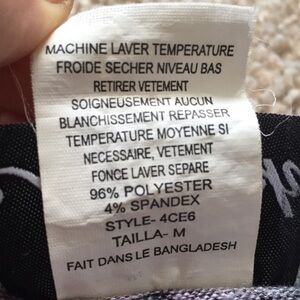 MACHINE LAVER TEMPERATURE
FROIDE SECHER NIVEAU BAS
RETIRER VETEMENT
SOIGNEUSEMENT AUCUN
BLANCHISSEMENT REPASSER
TEMPERATURE MOYENNE SI
NECESSAIRE, VETEMENT
FONCE LAVER SEPARE
96% POLYESTER
4% SPANDEX
STYLE- 4CE6
TAILLA- M
FAIT DANS LE BANGLADESH